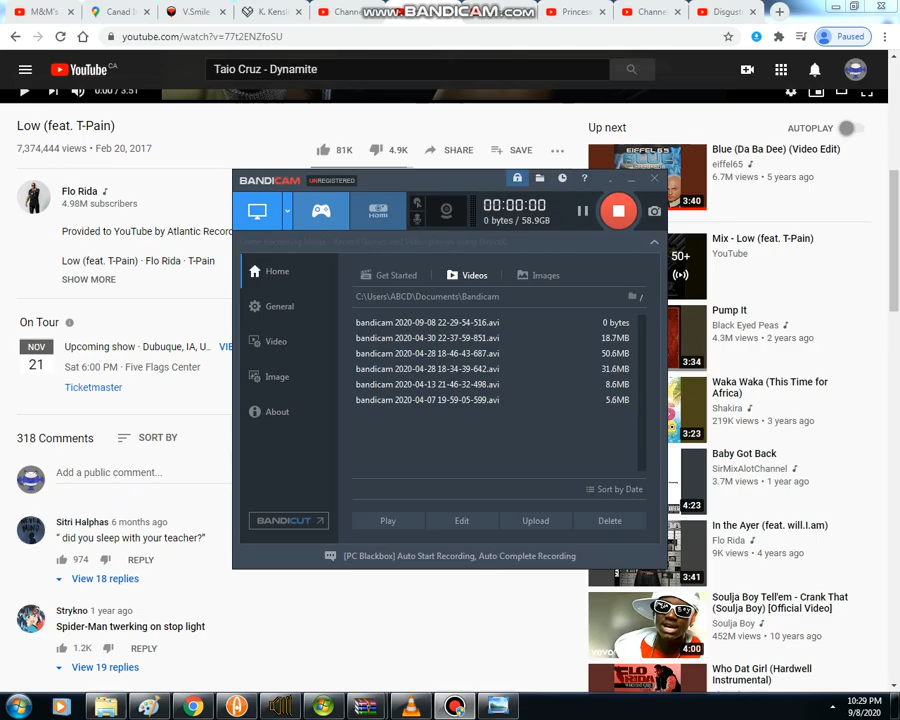 M&M's
Canad
V.Smile
K. Kensi
Channe
www.BANDICAM.com
Princess
Channe
Disgust
youtube.com/watch?v=77t2ENZfoSU
Paused
YouTube CA
Taio Cruz - Dynamite
0:00 / 3:51
Low (feat. T-Pain)
7,374,444 views • Feb 20, 2017
81K
4.9K
SHARE
SAVE
Flo Rida
4.98M subscribers
Provided to YouTube by Atlantic Record
Low (feat. T-Pain) · Flo Rida · T-Pain
SHOW MORE
On Tour
NOV
21
Upcoming show · Dubuque, IA, U..
VIE
Sat 6:00 PM · Five Flags Center
Ticketmaster
318 Comments
SORT BY
Add a public comment...
Sitri Halphas 6 months ago
“ did you sleep with your teacher?”
974
REPLY
View 18 replies
Strykno 1 year ago
Spider-Man twerking on stop light
1.2K
REPLY
View 19 replies
BANDICAM
UNREGISTERED
HDMI
00:00:00
0 bytes / 58.9GB
Home
General
Video
Image
About
BANDICUT
Get Started
Videos
Images
C:\Users\ABCD\Documents\Bandicam
bandicam 2020-09-08 22-29-54-516.avi 0 bytes
bandicam 2020-04-30 22-37-59-851.avi 18.7MB
bandicam 2020-04-28 18-46-43-687.avi 50.6MB
bandicam 2020-04-28 18-34-39-642.avi 31.6MB
bandicam 2020-04-13 21-46-32-498.avi 8.6MB
bandicam 2020-04-07 19-59-05-599.avi 5.6MB
Sort by Date
Play
Edit
Upload
Delete
[PC Blackbox] Auto Start Recording, Auto Complete Recording
Up next
AUTOPLAY
EIFFEL 65
BLUE
3:40
Blue (Da Ba Dee) (Video Edit)
eiffel65
6.7M views • 5 years ago
50+
Mix - Low (feat. T-Pain)
YouTube
3:34
Pump It
Black Eyed Peas
4.3M views • 2 years ago
3:23
Waka Waka (This Time for
Africa)
Shakira
219K views • 3 years ago
4:23
Baby Got Back
SirMixAlotChannel
3.7M views • 1 year ago
3:41
In the Ayer (feat. will.I.am)
Flo Rida
9K views • 4 years ago
vevo
4:00
Soulja Boy Tell'em - Crank That
(Soulja Boy) [Official Video]
Soulja Boy
452M views • 10 years ago
FLO RIDA
Who Dat Girl (Hardwell
Instrumental)
10:29 PM
9/8/2020